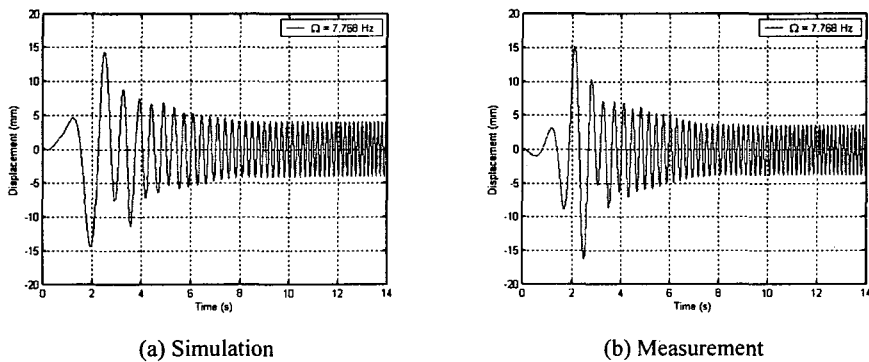 Ω = 7.768 Hz
20
15
10
5
0
-5
-10
-15
-20
Displacement (mm)
0 2 4 6 8 10 12 14
Time (s)
(a) Simulation
Ω = 7.768 Hz
20
15
10
5
0
-5
-10
-15
-20
Displacement (mm)
0 2 4 6 8 10 12 14
Time (s)
(b) Measurement